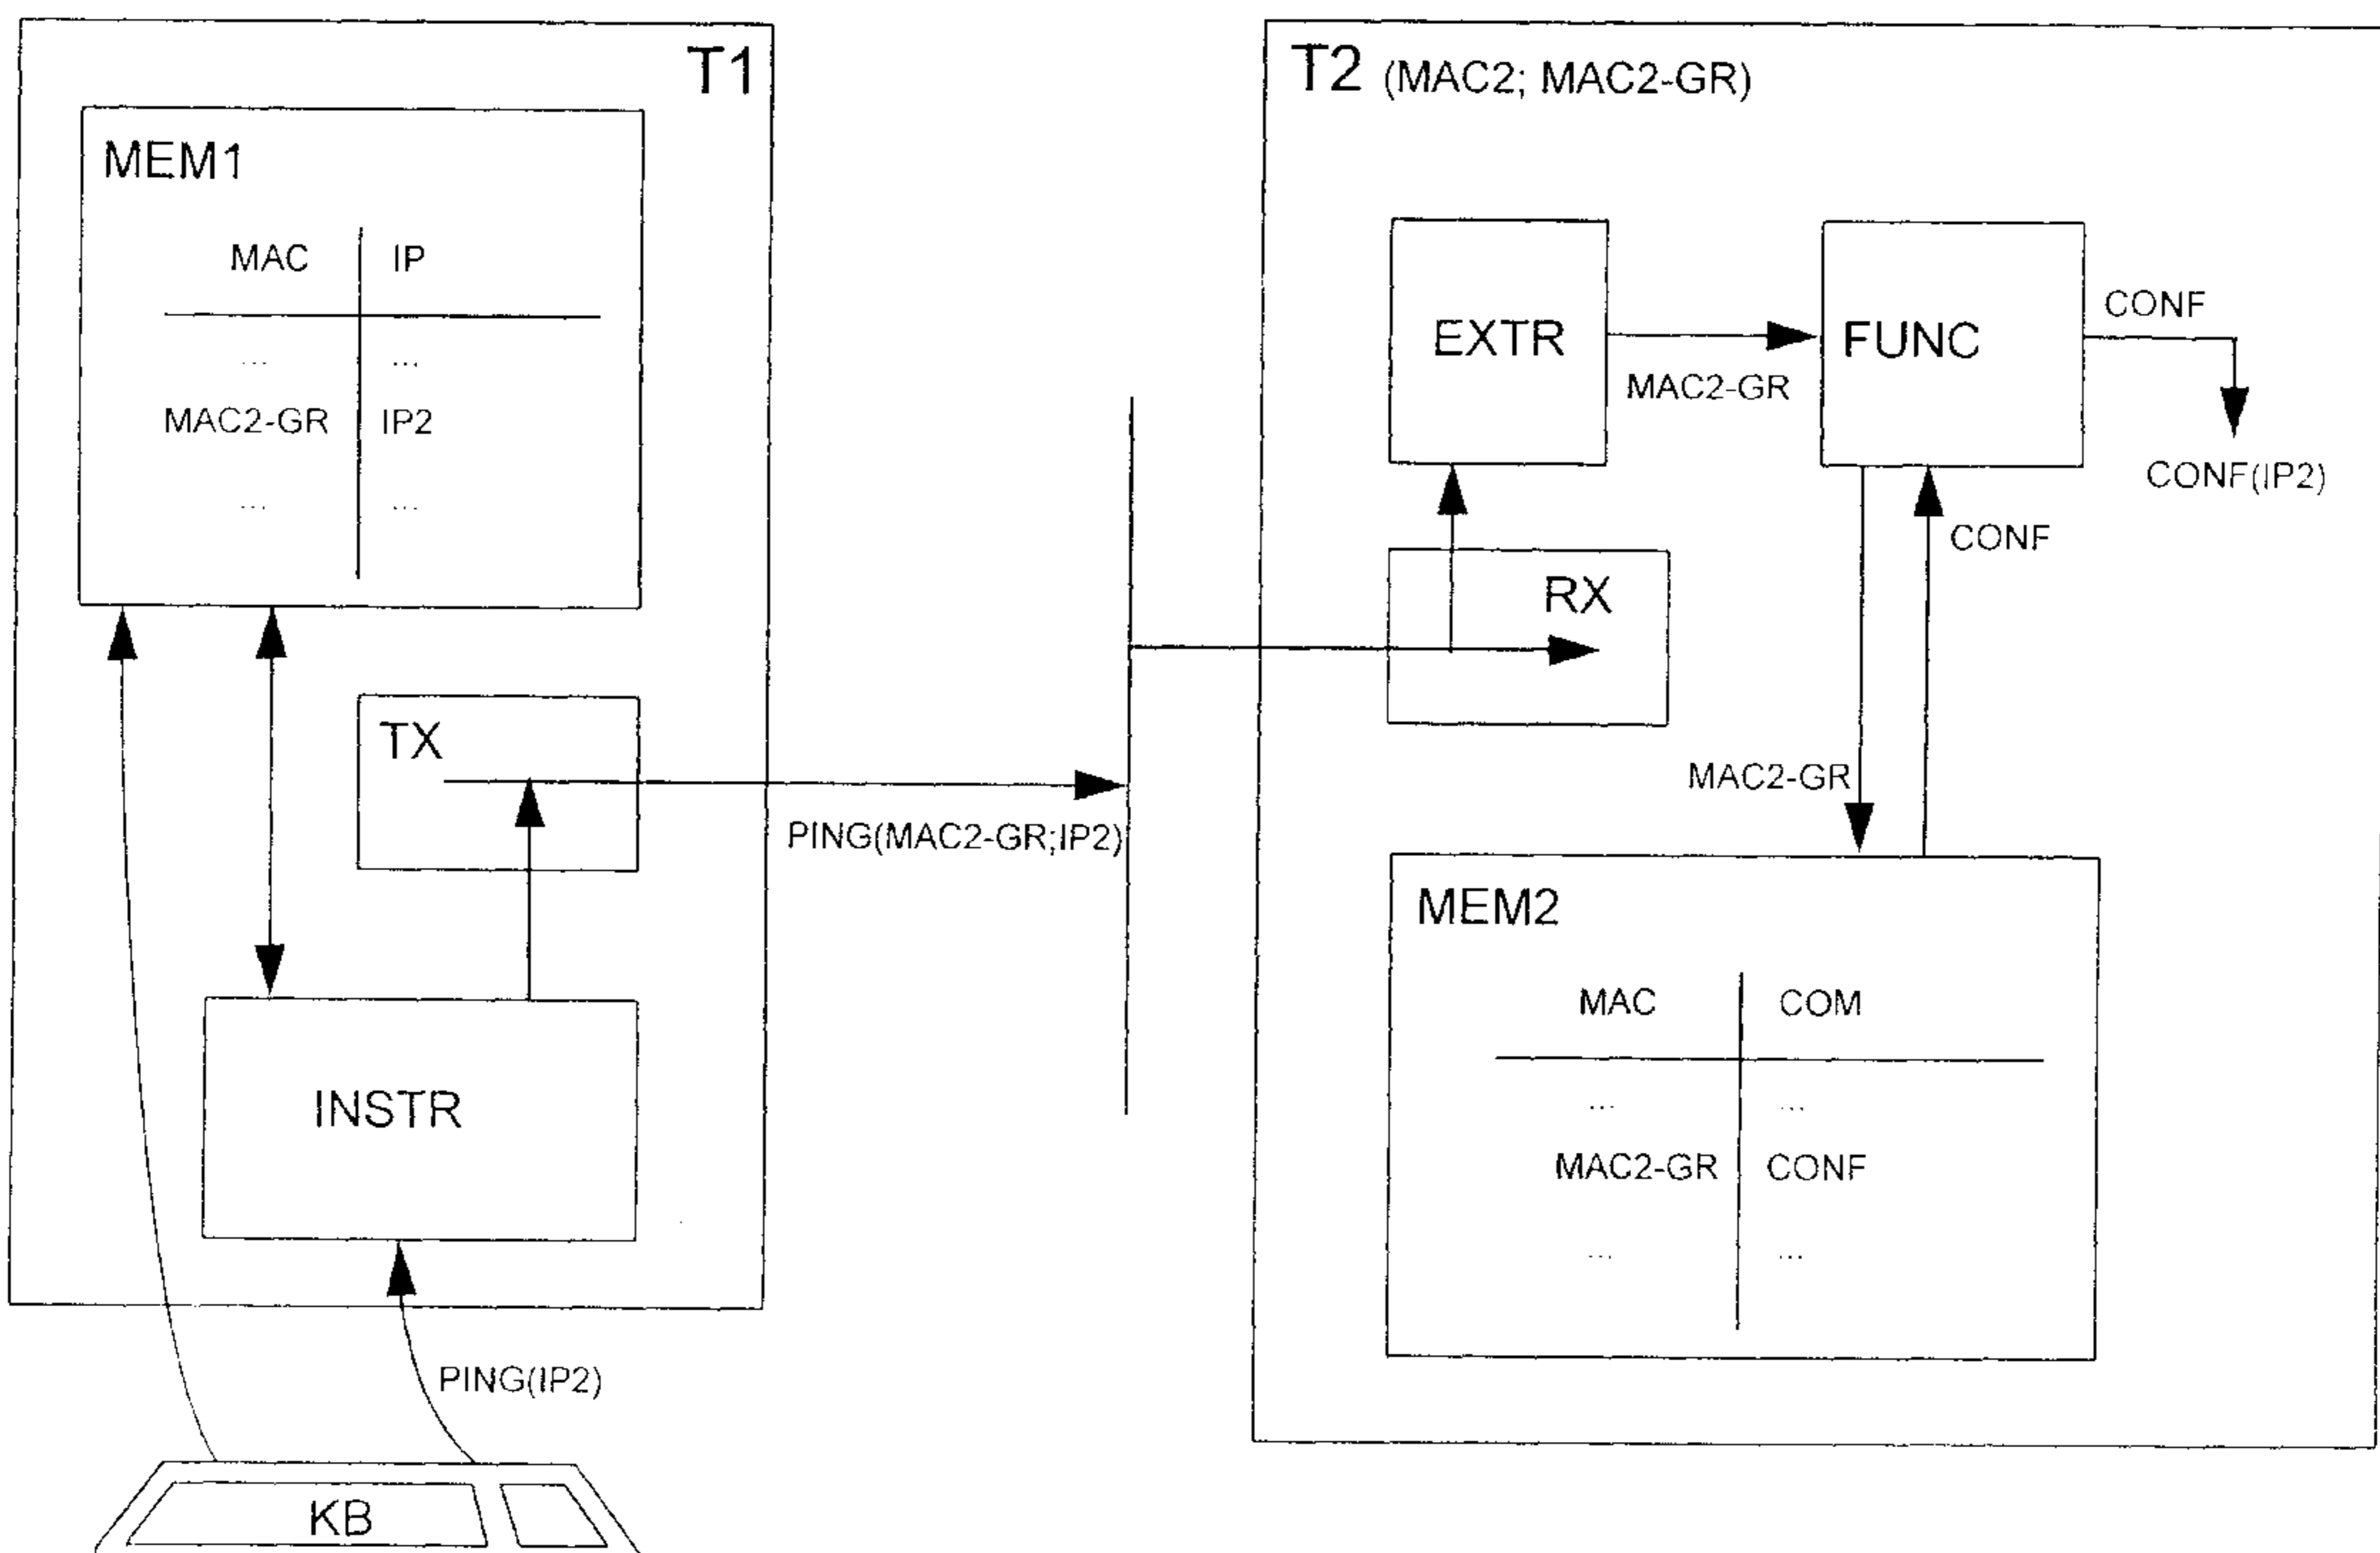 T1
MEM1
MAC IP
... ...
MAC2-GR IP2
... ...
TX
PING(MAC2-GR;IP2)
INSTR
PING(IP2)
KB
T2 (MAC2; MAC2-GR)
EXTR
MAC2-GR
FUNC
CONF
CONF(IP2)
CONF
RX
MAC2-GR
MEM2
MAC COM
... ...
MAC2-GR CONF
... ...